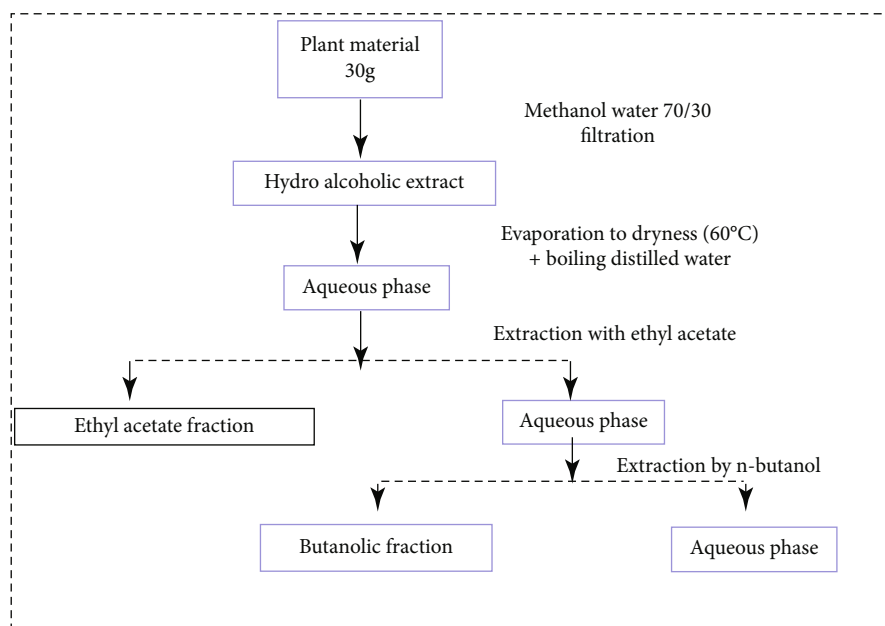 Plant material
30g
Methanol water 70/30
filtration
Hydro alcoholic extract
Evaporation to dryness (60°C)
+ boiling distilled water
Aqueous phase
Extraction with ethyl acetate
Ethyl acetate fraction
Aqueous phase
Extraction by n-butanol
Butanolic fraction
Aqueous phase